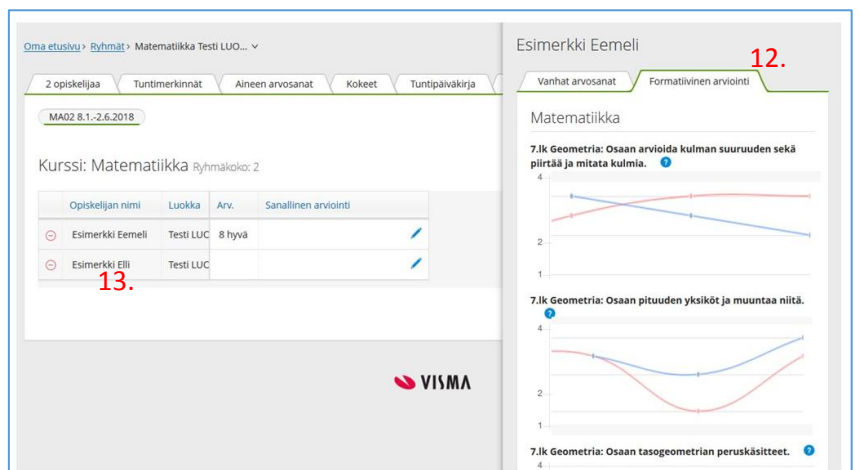 Oma etusivu › Ryhmät › Matematiikka Testi LUO...
2 opiskelijaa Tuntimerkinnät Aineen arvosanat Kokeet Tuntipäiväkirja
MA02 8.1.-2.6.2018
Kurssi: Matematiikka Ryhmäkoko: 2
Opiskelijan nimi Luokka Arv. Sanallinen arviointi
Esimerkki Eemeli Testi LUO 8 hyvä
Esimerkki Elli Testi LUO
13.
VISMA
Esimerkki Eemeli
12.
Vanhat arvosanat Formatiivinen arviointi
Matematiikka
7.lk Geometria: Osaan arvioida kulman suuruuden sekä
piirtää ja mitata kulmia. ?
4
2
1
7.lk Geometria: Osaan pituuden yksiköt ja muuntaa niitä.
?
4
2
1
7.lk Geometria: Osaan tasogeometrian peruskäsitteet. ?
4